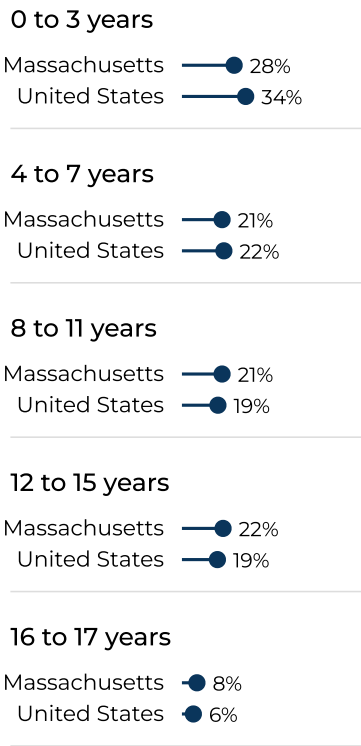 0 to 3 years
Massachusetts 28%
United States 34%
4 to 7 years
Massachusetts 21%
United States 22%
8 to 11 years
Massachusetts 21%
United States 19%
12 to 15 years
Massachusetts 22%
United States 19%
16 to 17 years
Massachusetts 8%
United States 6%